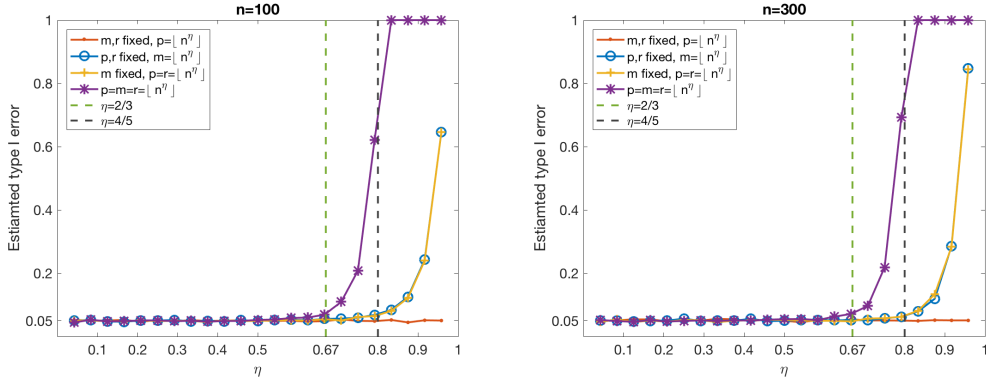 n=100
Estiamted type I error
1
0.8
0.6
0.4
0.2
0.05
m,r fixed, p=⌊ n^η ⌋
p,r fixed, m=⌊ n^η ⌋
m fixed, p=r=⌊ n^η ⌋
p=m=r=⌊ n^η ⌋
η=2/3
η=4/5
0.1 0.2 0.3 0.4 0.5 0.67 0.8 0.9 1
η
n=300
Estiamted type I error
1
0.8
0.6
0.4
0.2
0.05
m,r fixed, p=⌊ n^η ⌋
p,r fixed, m=⌊ n^η ⌋
m fixed, p=r=⌊ n^η ⌋
p=m=r=⌊ n^η ⌋
η=2/3
η=4/5
0.1 0.2 0.3 0.4 0.5 0.67 0.8 0.9 1
η